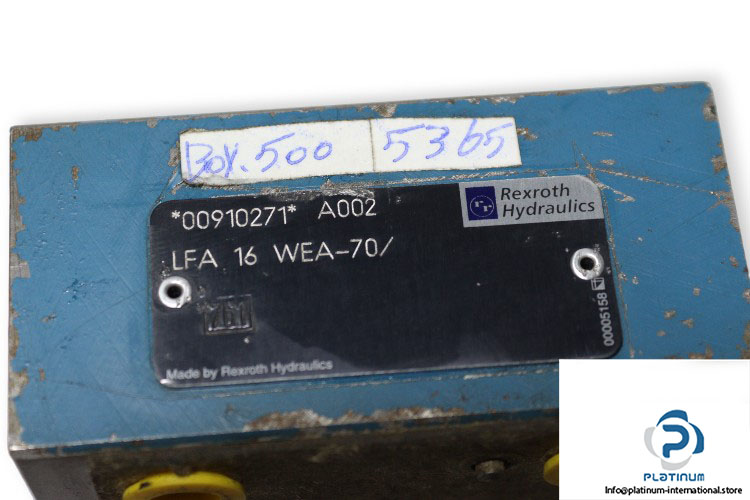 Box.500 5365
*00910271* A002
Rexroth
Hydraulics
LFA 16 WEA-70/
00005158
Made by Rexroth Hydraulics
PLATINUM
Info@platinum-international.store